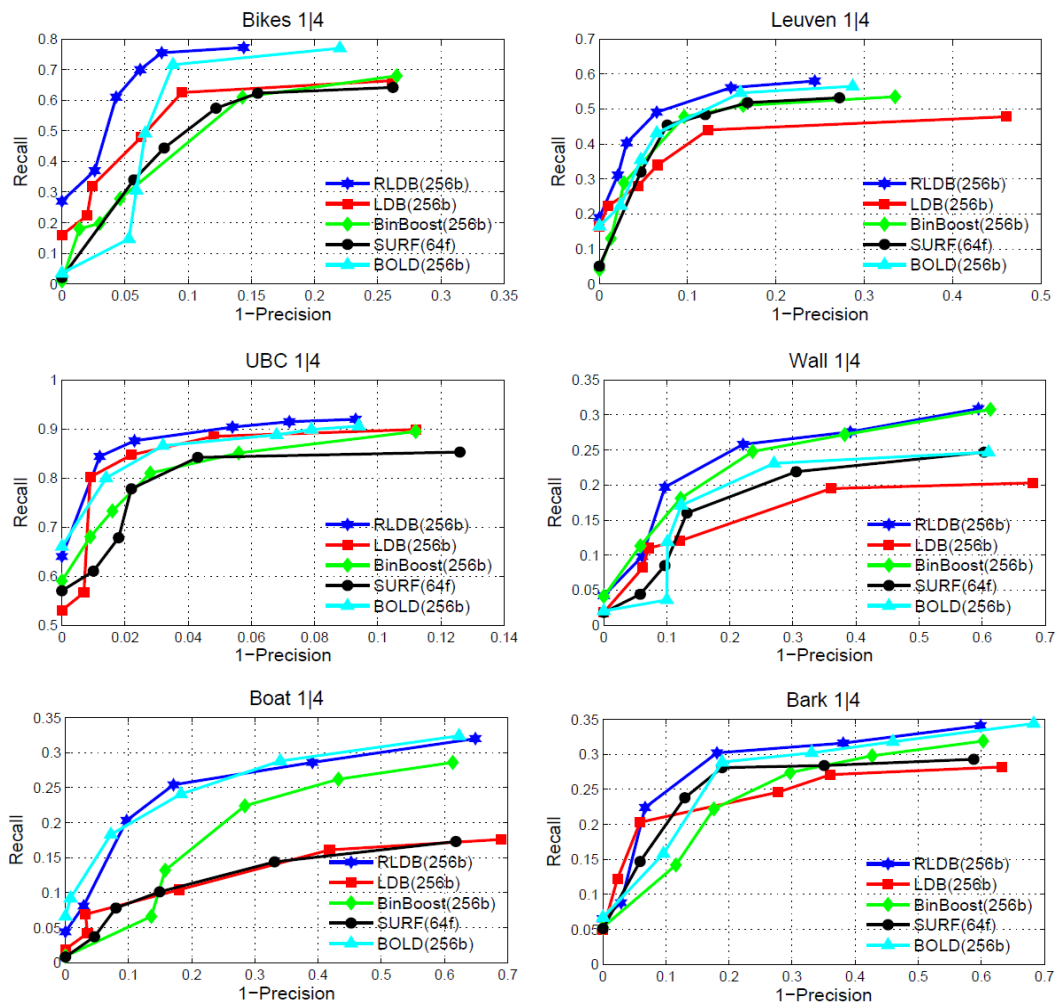 Bikes 1|4
0.8
0.7
0.6
0.5
0.4
0.3
0.2
0.1
0
Recall
RLDB(256b)
LDB(256b)
BinBoost(256b)
SURF(64f)
BOLD(256b)
0 0.05 0.1 0.15 0.2 0.25 0.3 0.35
1-Precision
Leuven 1|4
0.7
0.6
0.5
0.4
0.3
0.2
0.1
0
Recall
RLDB(256b)
LDB(256b)
BinBoost(256b)
SURF(64f)
BOLD(256b)
0 0.1 0.2 0.3 0.4 0.5
1-Precision
UBC 1|4
1
0.9
0.8
0.7
0.6
0.5
Recall
RLDB(256b)
LDB(256b)
BinBoost(256b)
SURF(64f)
BOLD(256b)
0 0.02 0.04 0.06 0.08 0.1 0.12 0.14
1-Precision
Wall 1|4
0.35
0.3
0.25
0.2
0.15
0.1
0.05
0
Recall
RLDB(256b)
LDB(256b)
BinBoost(256b)
SURF(64f)
BOLD(256b)
0 0.1 0.2 0.3 0.4 0.5 0.6 0.7
1-Precision
Boat 1|4
0.35
0.3
0.25
0.2
0.15
0.1
0.05
0
Recall
RLDB(256b)
LDB(256b)
BinBoost(256b)
SURF(64f)
BOLD(256b)
0 0.1 0.2 0.3 0.4 0.5 0.6 0.7
1-Precision
Bark 1|4
0.35
0.3
0.25
0.2
0.15
0.1
0.05
0
Recall
RLDB(256b)
LDB(256b)
BinBoost(256b)
SURF(64f)
BOLD(256b)
0 0.1 0.2 0.3 0.4 0.5 0.6 0.7
1-Precision